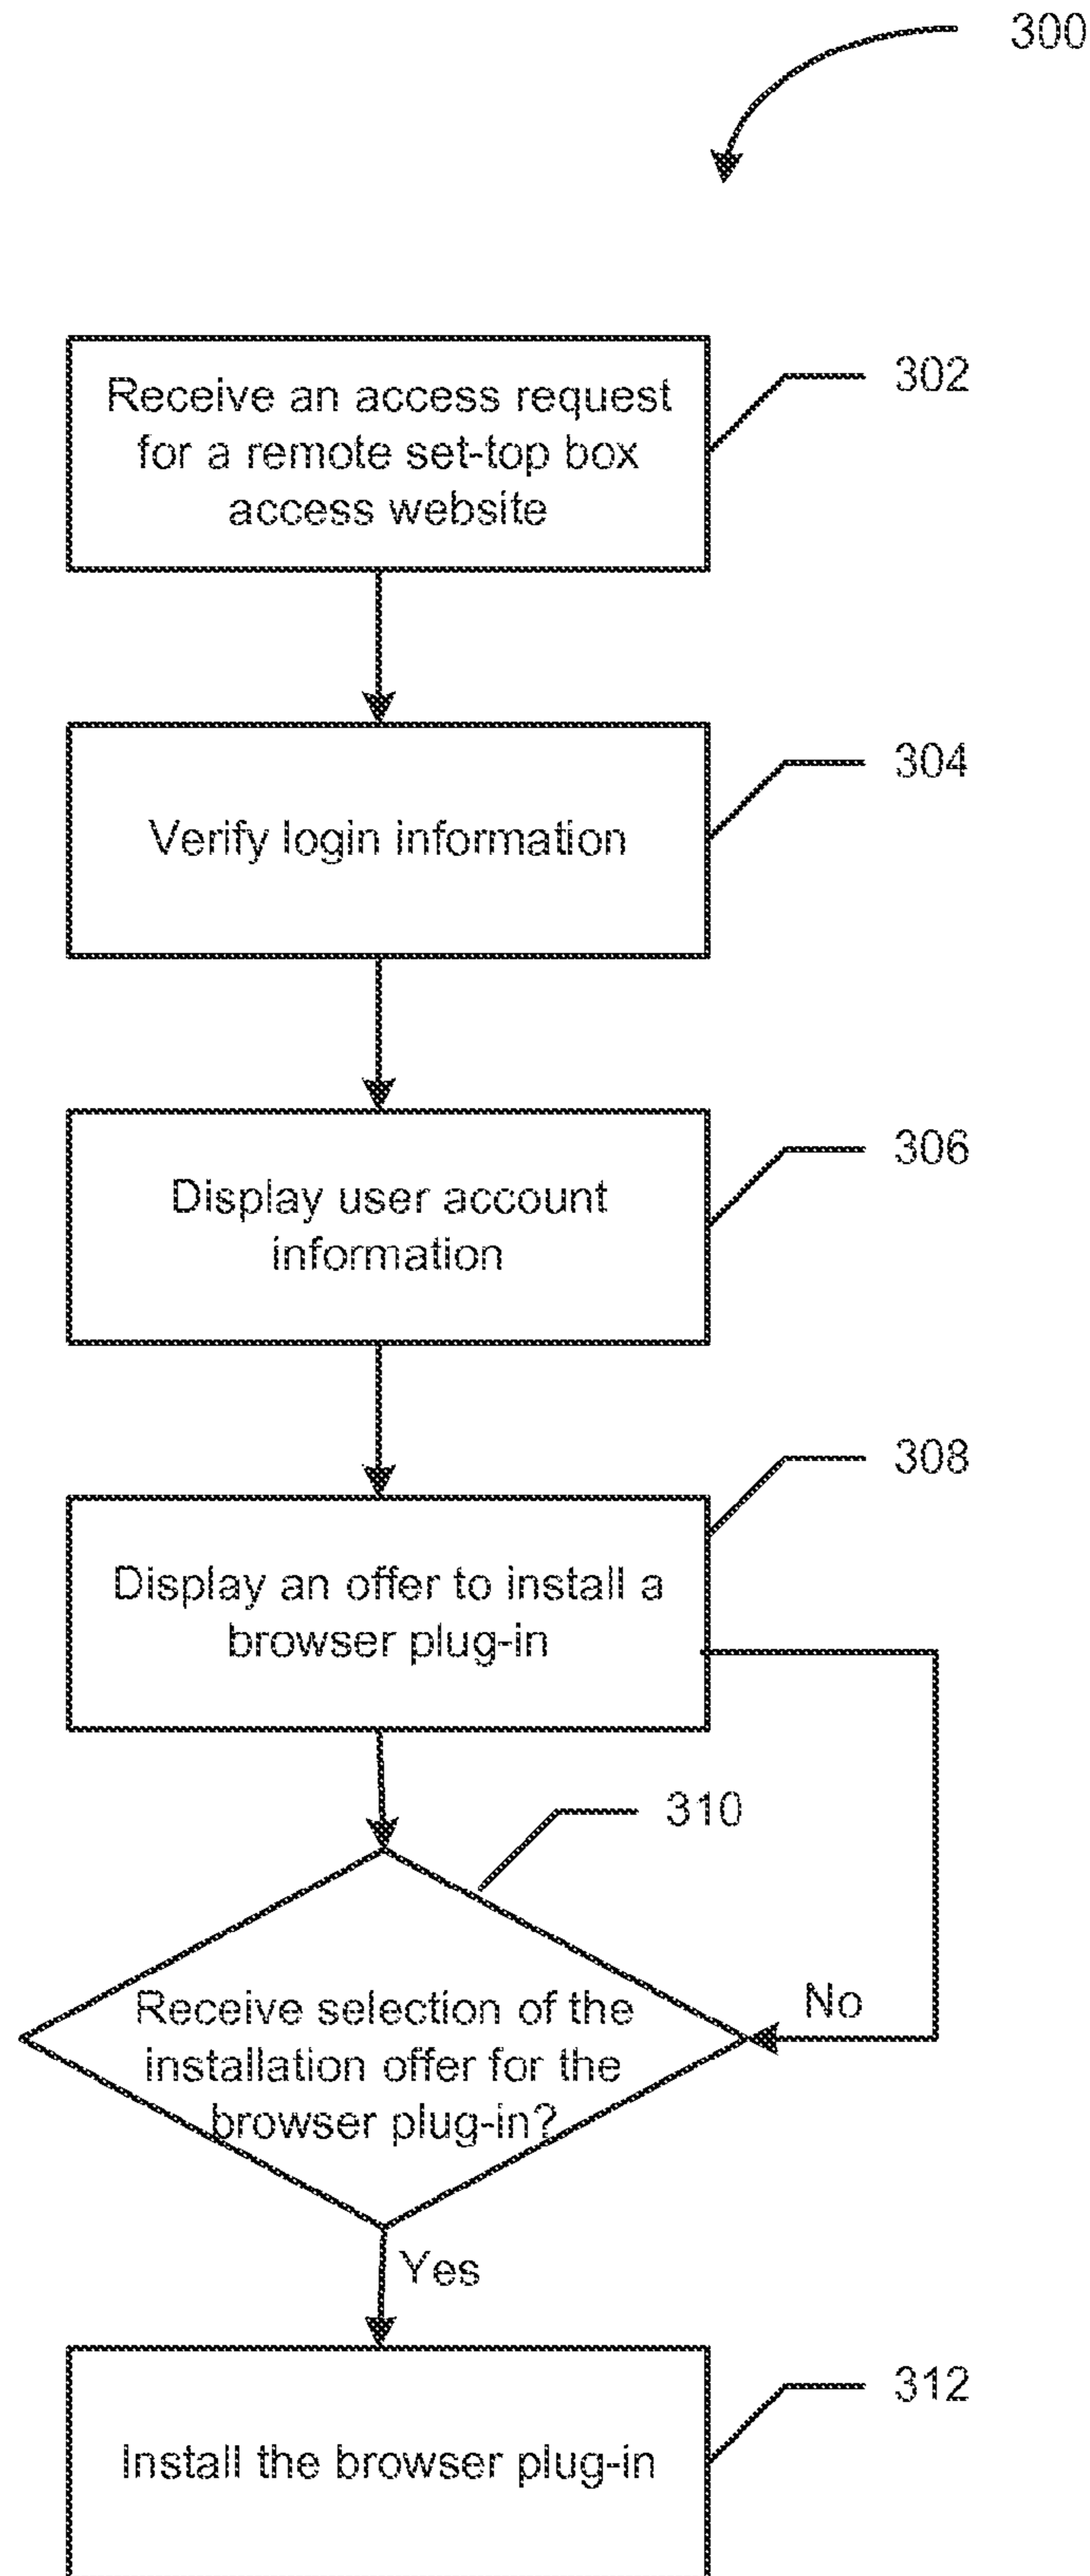 300
Receive an access request
for a remote set-top box
access website
302
Verify login information
304
Display user account
information
306
Display an offer to install a
browser plug-in
308
310
Receive selection of the
installation offer for the
browser plug-in?
No
Yes
Install the browser plug-in
312